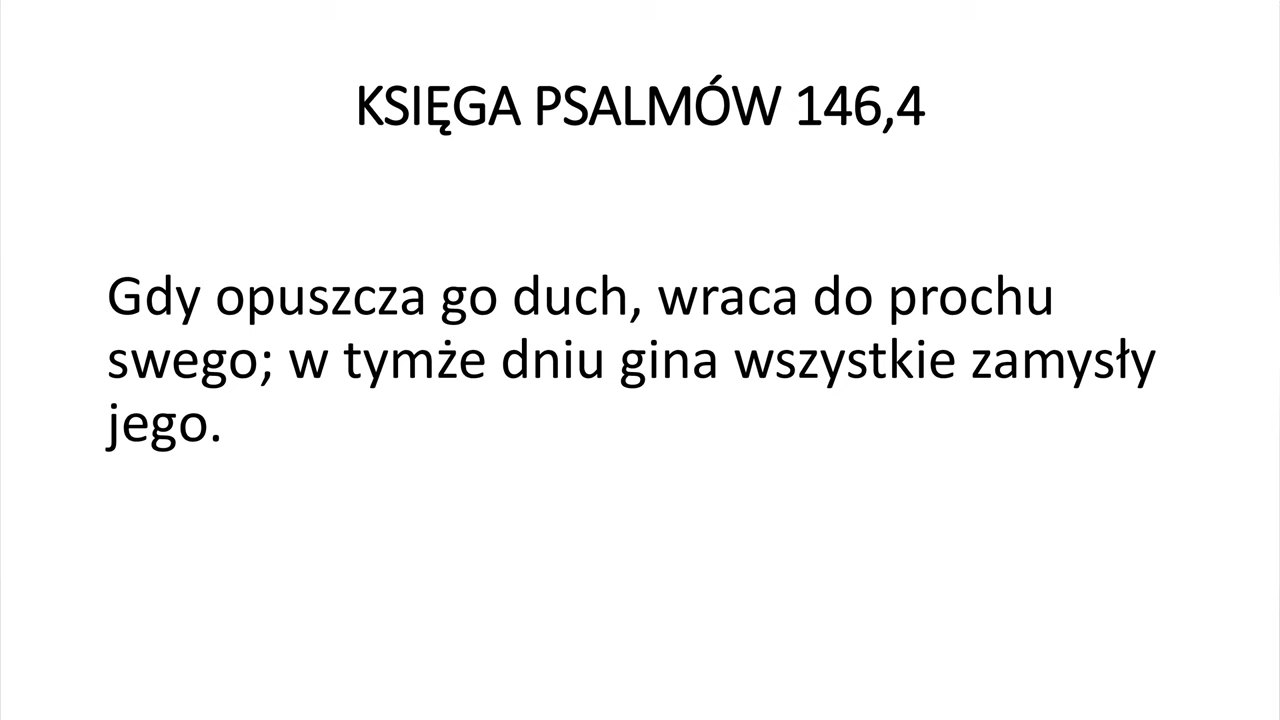 KSIĘGA PSALMÓW 146,4
Gdy opuszcza go duch, wraca do prochu
swego; w tymże dniu gina wszystkie zamysły
jego.